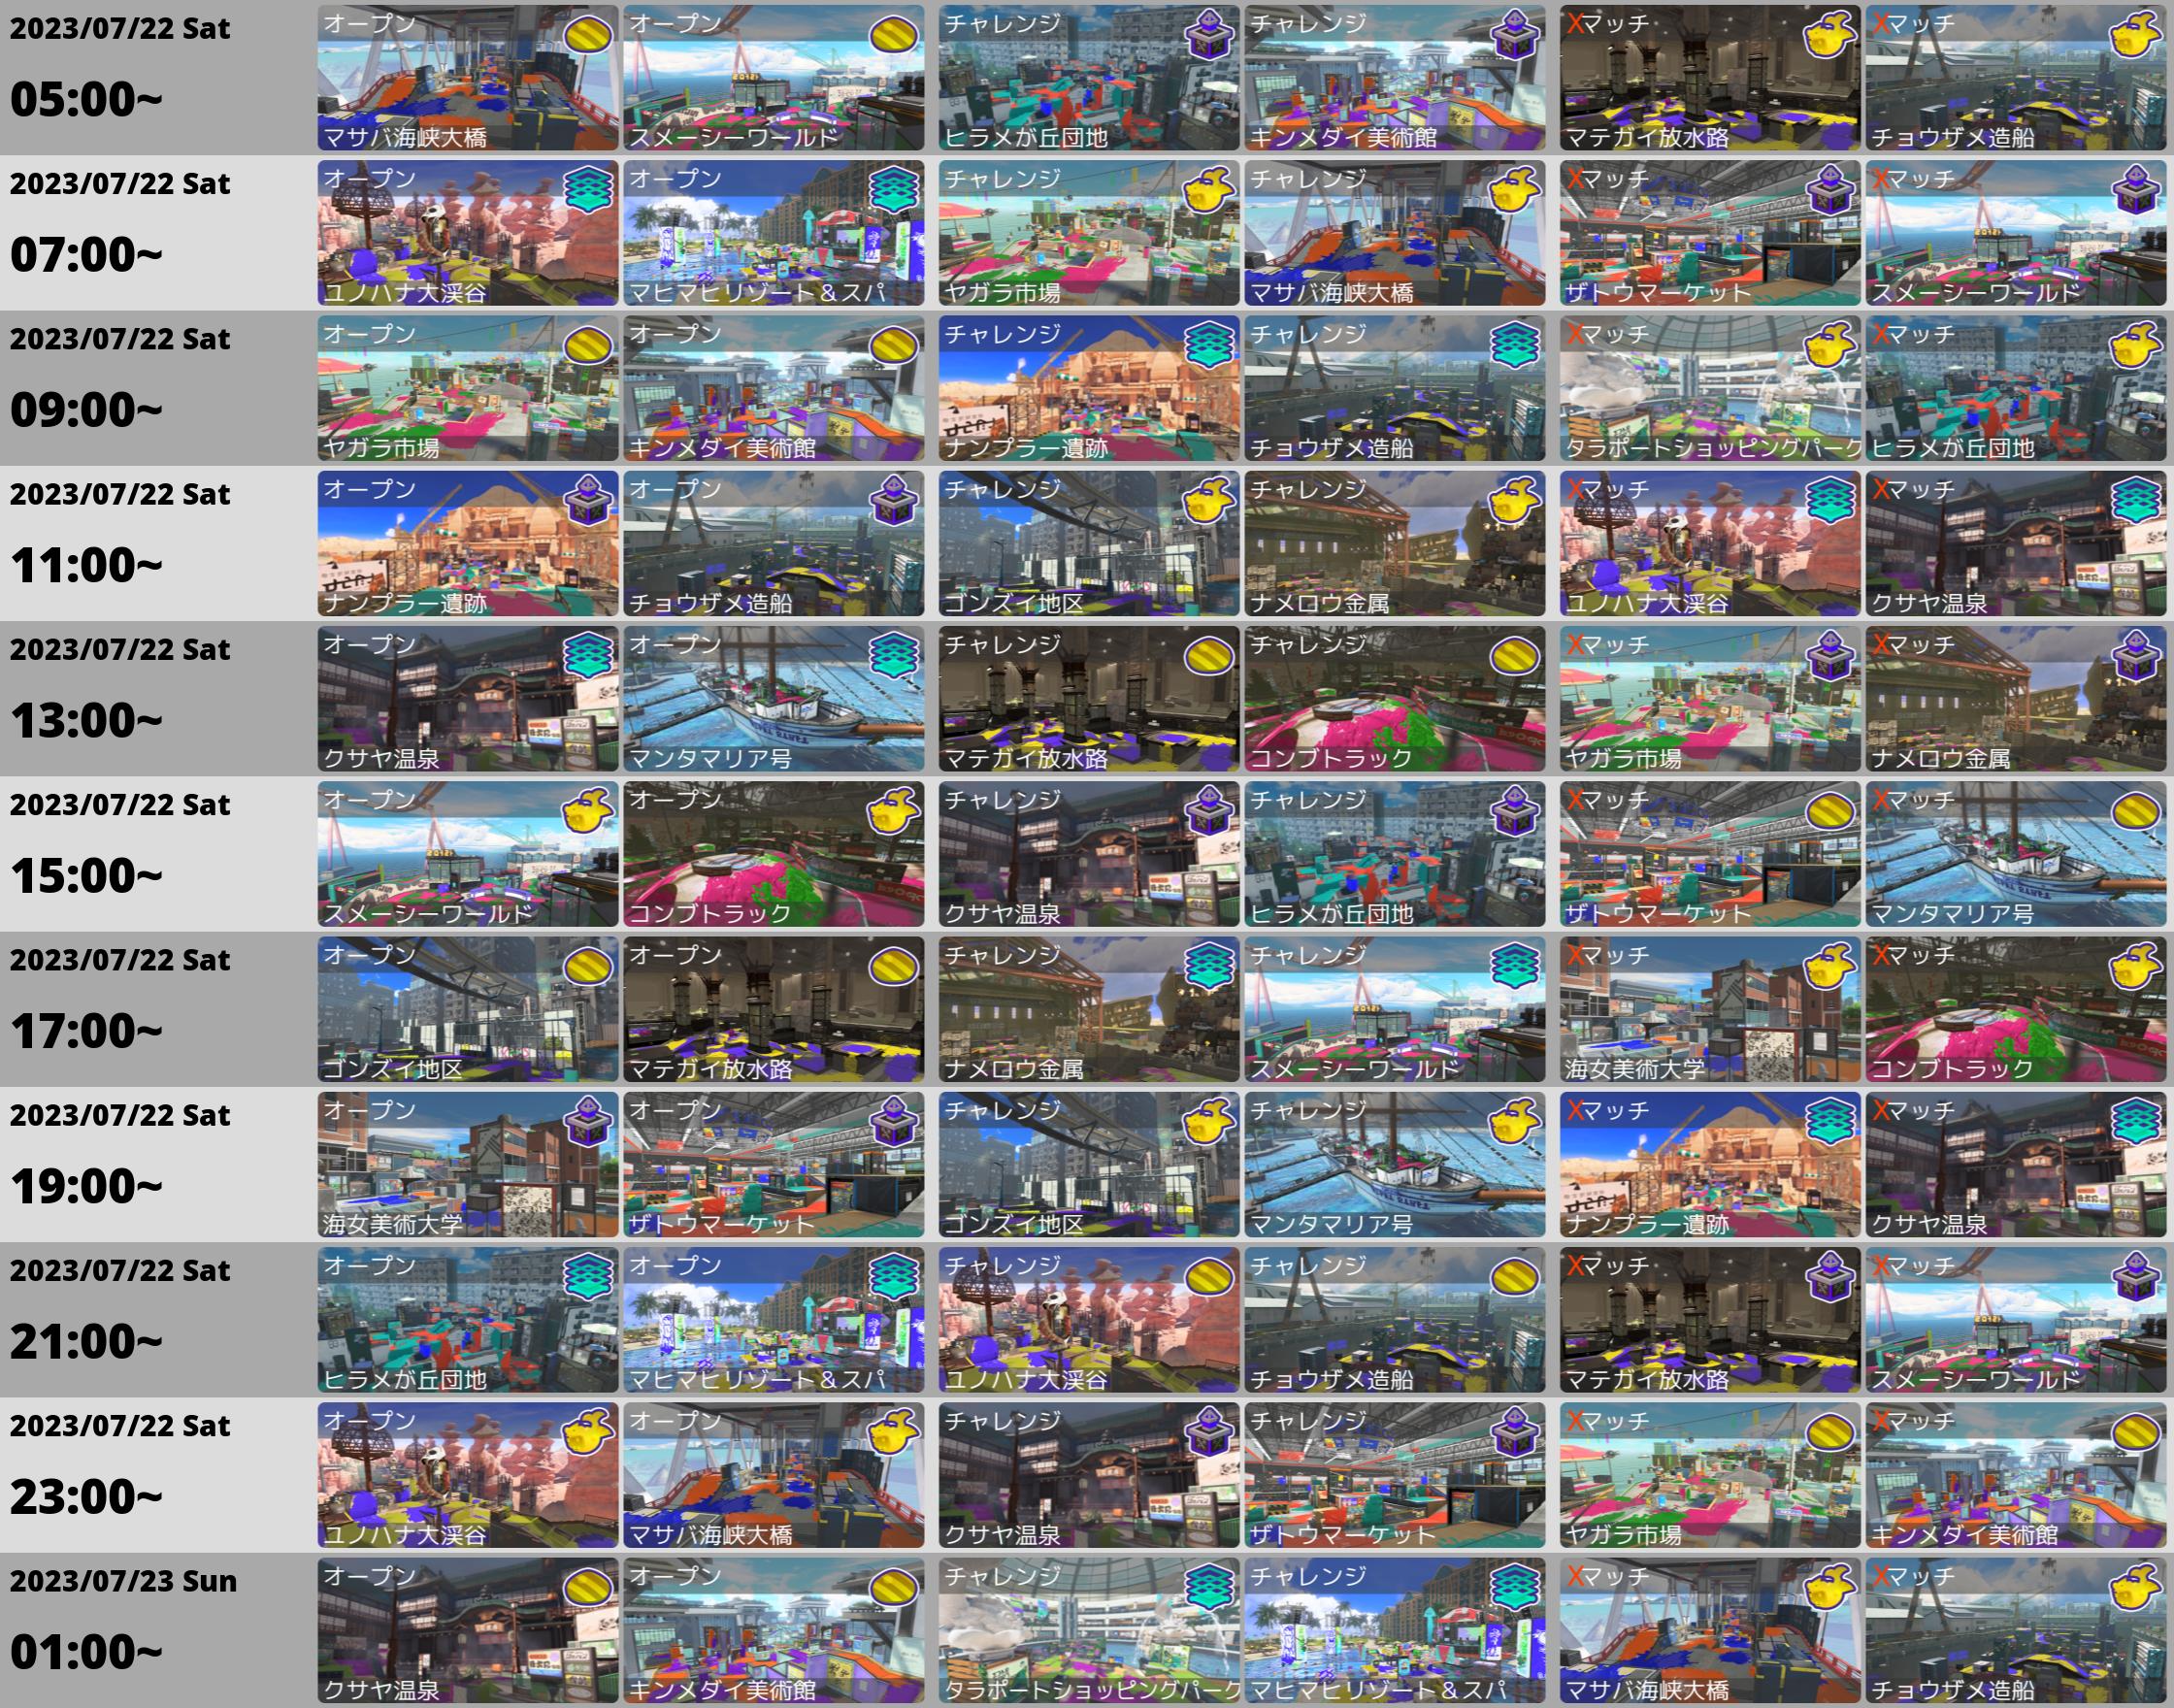 2023/07/22 Sat
05:00~
オープン
マサバ海峡大橋
オープン
スメーシーワールド
チャレンジ
ヒラメが丘団地
チャレンジ
キンメダイ美術館
Xマッチ
マテガイ放水路
Xマッチ
チョウザメ造船
2023/07/22 Sat
07:00~
オープン
ユノハナ大渓谷
オープン
マヒマヒリゾート＆スパ
チャレンジ
ヤガラ市場
チャレンジ
マサバ海峡大橋
Xマッチ
ザトウマーケット
Xマッチ
スメーシーワールド
2023/07/22 Sat
09:00~
オープン
ヤガラ市場
オープン
キンメダイ美術館
チャレンジ
ナンプラー遺跡
チャレンジ
チョウザメ造船
Xマッチ
タラポートショッピングパーク
Xマッチ
ヒラメが丘団地
2023/07/22 Sat
11:00~
オープン
ナンプラー遺跡
オープン
チョウザメ造船
チャレンジ
ゴンズイ地区
チャレンジ
ナメロウ金属
Xマッチ
ユノハナ大渓谷
Xマッチ
クサヤ温泉
2023/07/22 Sat
13:00~
オープン
クサヤ温泉
オープン
マンタマリア号
チャレンジ
マテガイ放水路
チャレンジ
コンブトラック
Xマッチ
ヤガラ市場
Xマッチ
ナメロウ金属
2023/07/22 Sat
15:00~
オープン
スメーシーワールド
オープン
コンブトラック
チャレンジ
クサヤ温泉
チャレンジ
ヒラメが丘団地
Xマッチ
ザトウマーケット
Xマッチ
マンタマリア号
2023/07/22 Sat
17:00~
オープン
ゴンズイ地区
オープン
マテガイ放水路
チャレンジ
ナメロウ金属
チャレンジ
スメーシーワールド
Xマッチ
海女美術大学
Xマッチ
コンブトラック
2023/07/22 Sat
19:00~
オープン
海女美術大学
オープン
ザトウマーケット
チャレンジ
ゴンズイ地区
チャレンジ
マンタマリア号
Xマッチ
ナンプラー遺跡
Xマッチ
クサヤ温泉
2023/07/22 Sat
21:00~
オープン
ヒラメが丘団地
オープン
マヒマヒリゾート＆スパ
チャレンジ
ユノハナ大渓谷
チャレンジ
チョウザメ造船
Xマッチ
マテガイ放水路
Xマッチ
スメーシーワールド
2023/07/22 Sat
23:00~
オープン
ユノハナ大渓谷
オープン
マサバ海峡大橋
チャレンジ
クサヤ温泉
チャレンジ
ザトウマーケット
Xマッチ
ヤガラ市場
Xマッチ
キンメダイ美術館
2023/07/23 Sun
01:00~
オープン
クサヤ温泉
オープン
キンメダイ美術館
チャレンジ
タラポートショッピングパーク
チャレンジ
マヒマヒリゾート＆スパ
Xマッチ
マサバ海峡大橋
Xマッチ
チョウザメ造船